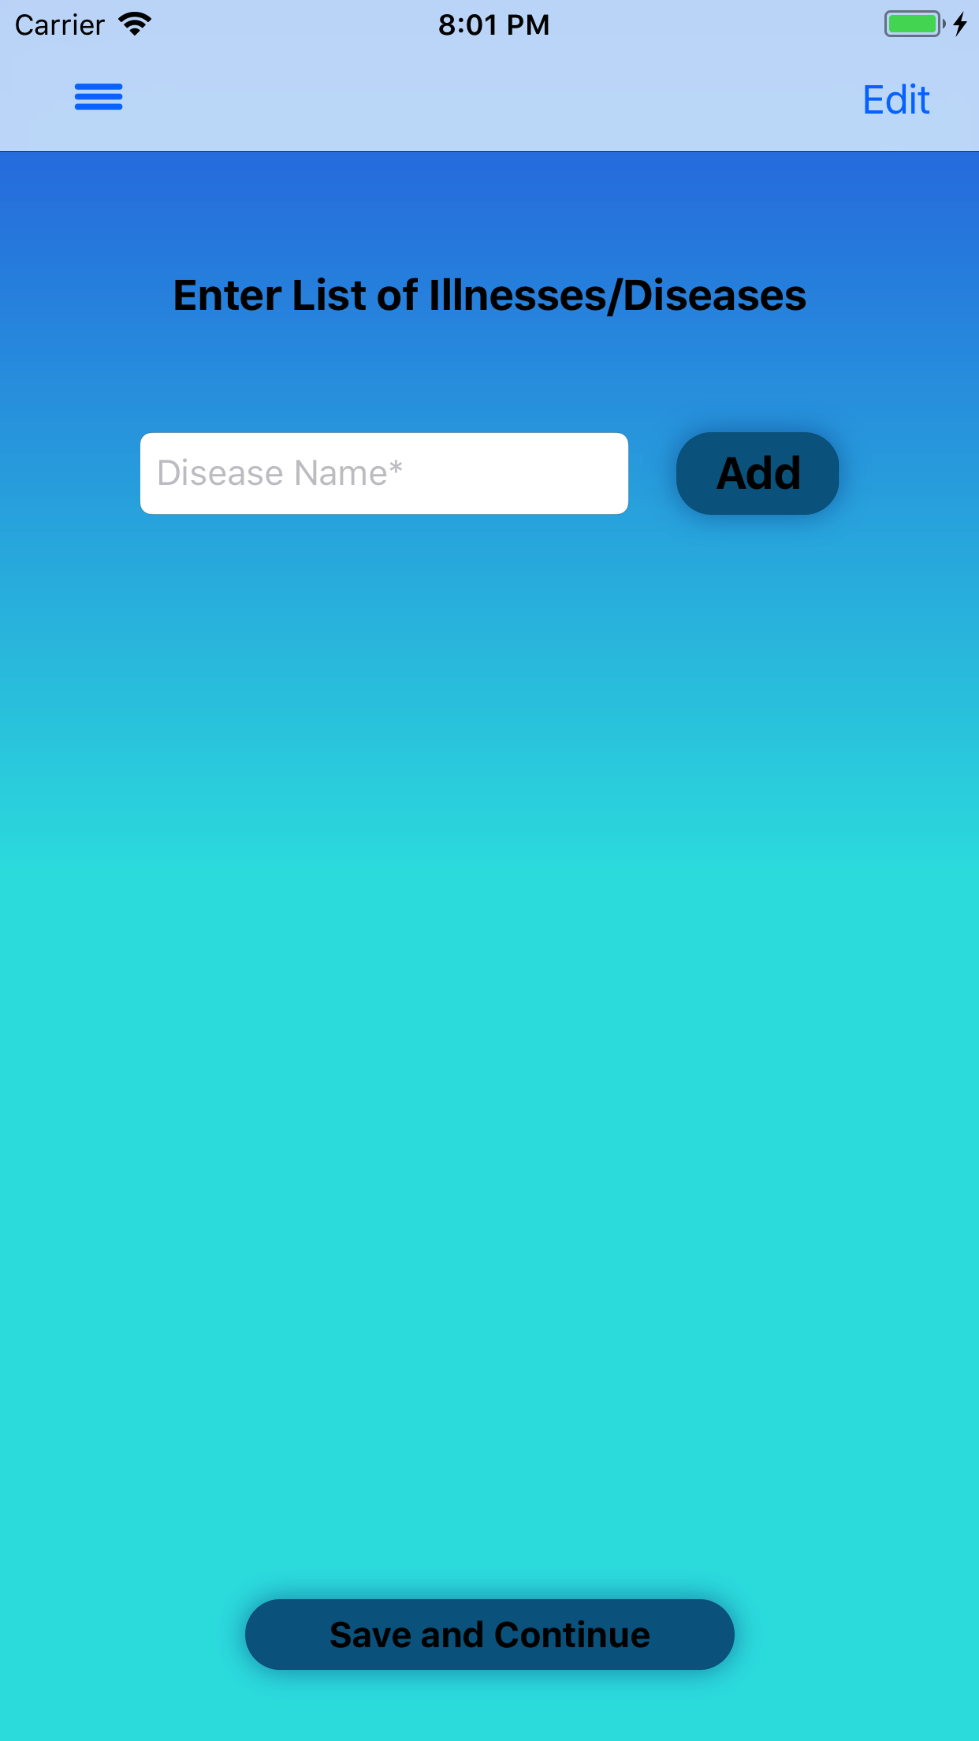 Carrier 8:01 PM
Edit
Enter List of Illnesses/Diseases
Disease Name* Add
Save and Continue